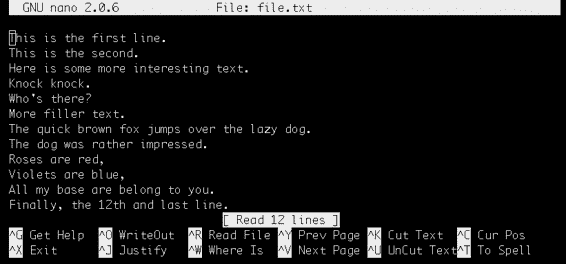 GNU nano 2.0.6 File: file.txt
This is the first line.
This is the second.
Here is some more interesting text.
Knock knock.
Who's there?
More filler text.
The quick brown fox jumps over the lazy dog.
The dog was rather impressed.
Roses are red,
Violets are blue,
All my base are belong to you.
Finally, the 12th and last line.
[ Read 12 lines ]
^G Get Help ^O WriteOut ^R Read File ^Y Prev Page ^K Cut Text ^C Cur Pos
^X Exit ^J Justify ^W Where Is ^V Next Page ^U UnCut Text ^T To Spell